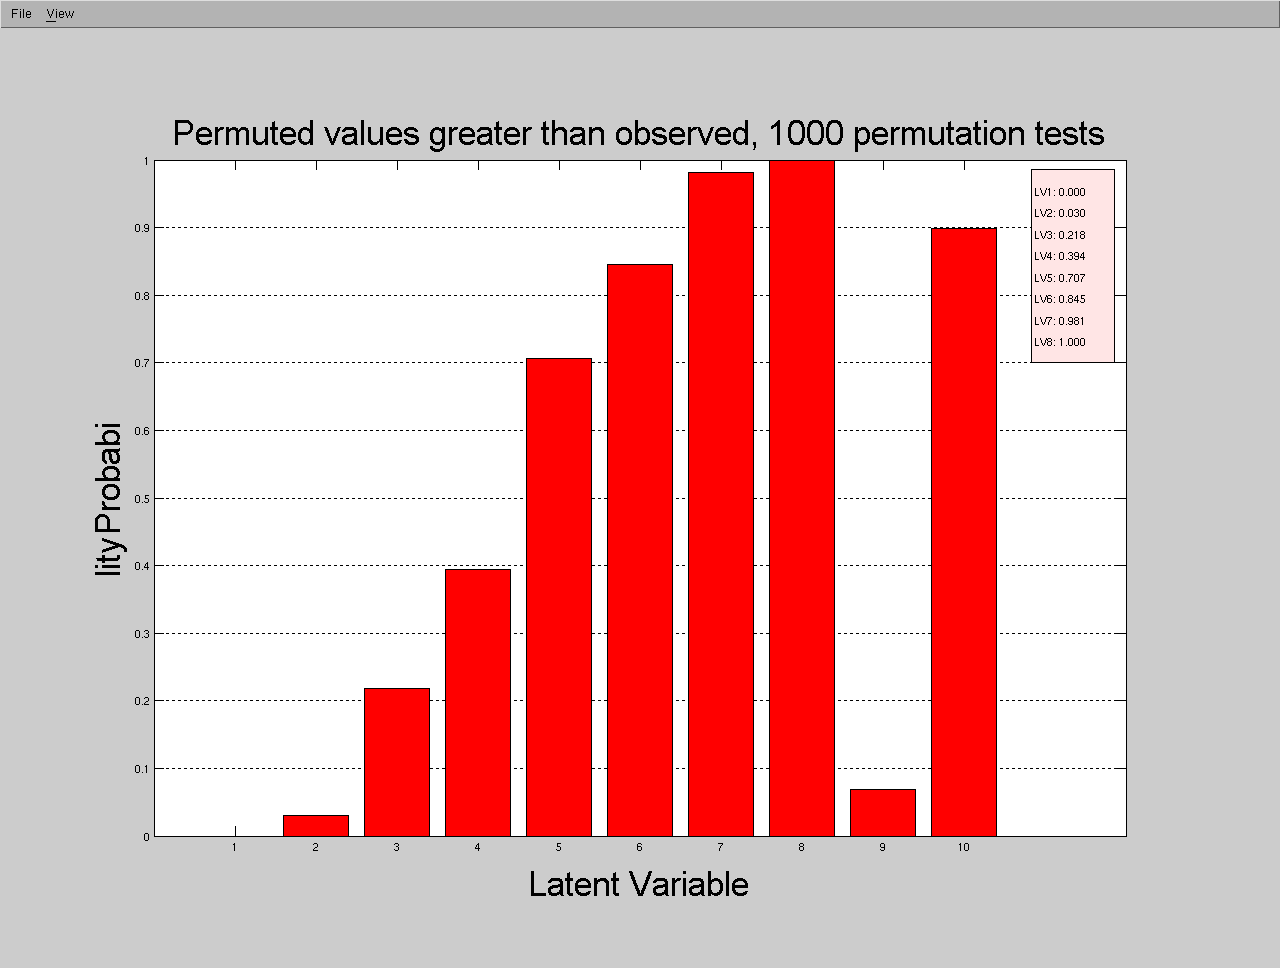 File View
Permuted values greater than observed, 1000 permutation tests
1
0.9
0.8
0.7
0.6
0.5
0.4
0.3
0.2
0.1
0
lity Probabi
LV1: 0.000
LV2: 0.030
LV3: 0.218
LV4: 0.394
LV5: 0.707
LV6: 0.845
LV7: 0.981
LV8: 1.000
1 2 3 4 5 6 7 8 9 10
Latent Variable